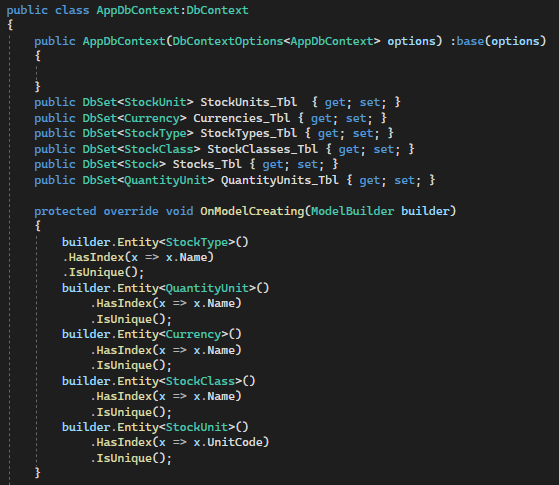 public class AppDbContext:DbContext
{
    public AppDbContext(DbContextOptions<AppDbContext> options) :base(options)
    {

    }
    public DbSet<StockUnit> StockUnits_Tbl  { get; set; }
    public DbSet<Currency> Currencies_Tbl { get; set; }
    public DbSet<StockType> StockTypes_Tbl { get; set; }
    public DbSet<StockClass> StockClasses_Tbl { get; set; }
    public DbSet<Stock> Stocks_Tbl { get; set; }
    public DbSet<QuantityUnit> QuantityUnits_Tbl { get; set; }

    protected override void OnModelCreating(ModelBuilder builder)
    {
        builder.Entity<StockType>()
        .HasIndex(x => x.Name)
        .IsUnique();
        builder.Entity<QuantityUnit>()
            .HasIndex(x => x.Name)
            .IsUnique();
        builder.Entity<Currency>()
            .HasIndex(x => x.Name)
            .IsUnique();
        builder.Entity<StockClass>()
            .HasIndex(x => x.Name)
            .IsUnique();
        builder.Entity<StockUnit>()
            .HasIndex(x => x.UnitCode)
            .IsUnique();
    }